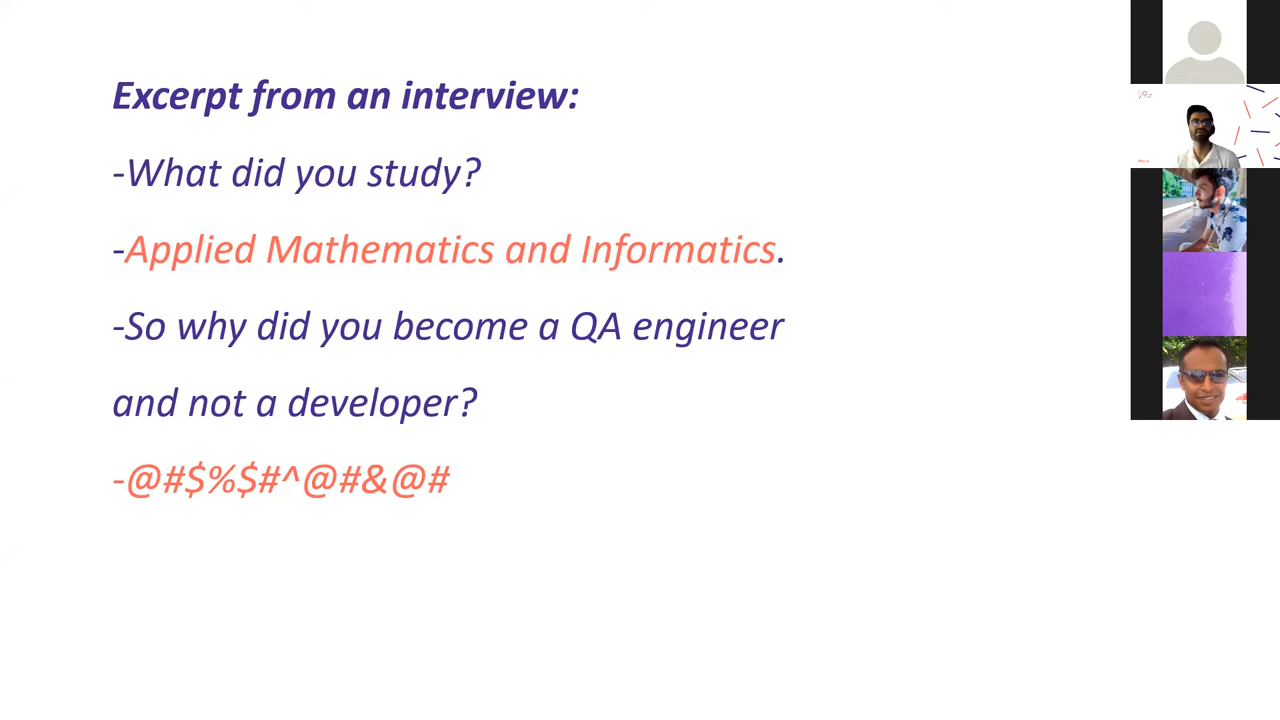 Excerpt from an interview:
-What did you study?
-Applied Mathematics and Informatics.
-So why did you become a QA engineer
and not a developer?
-@#$%$#^@#&@#